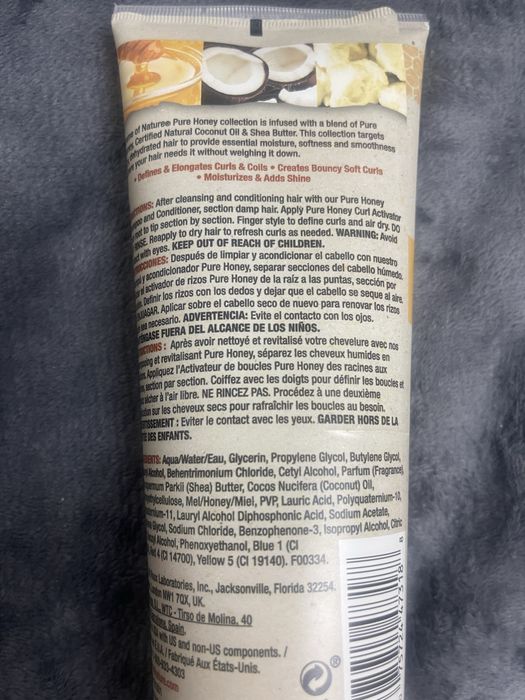 of Nature® Pure Honey collection is infused with a blend of Pure
Certified Natural Coconut Oil & Shea Butter. This collection targets
dehydrated hair to provide essential moisture, softness and smoothness
your hair needs it without weighing it down.
• Defines & Elongates Curls & Coils • Creates Bouncy Soft Curls
• Moisturizes & Adds Shine
After cleansing and conditioning hair with our Pure Honey
and Conditioner, section damp hair. Apply Pure Honey Curl Activator
to tip section by section. Finger style to define curls and air dry. DO
Reapply to dry hair to refresh curls as needed. WARNING: Avoid
with eyes. KEEP OUT OF REACH OF CHILDREN.
Después de limpiar y acondicionar el cabello con nuestro
y acondicionador Pure Honey, separar secciones del cabello húmedo.
el activador de rizos Pure Honey de la raíz a las puntas, sección por
Definir los rizos con los dedos y dejar que el cabello se seque al aire.
Aplicar sobre el cabello seco de nuevo para renovar los rizos
necesario. ADVERTENCIA: Evite el contacto con los ojos.
FUERA DEL ALCANCE DE LOS NIÑOS.
Après avoir nettoyé et revitalisé votre chevelure avec nos
et revitalisant Pure Honey, séparez les cheveux humides en
Appliquez l'Activateur de boucles Pure Honey des racines aux
section par section. Coiffez avec les doigts pour définir les boucles et
sécher à l'air libre. NE RINCEZ PAS. Procédez à une deuxième
sur les cheveux secs pour rafraîchir les boucles au besoin.
Eviter le contact avec les yeux. GARDER HORS DE LA
DES ENFANTS.
Aqua/Water/Eau, Glycerin, Propylene Glycol, Butylene Glycol,
Alcohol, Behentrimonium Chloride, Cetyl Alcohol, Parfum (Fragrance),
Parkii (Shea) Butter, Cocos Nucifera (Coconut) Oil,
Mel/Honey/Miel, PVP, Lauric Acid, Polyquaternium-10,
Lauryl Alcohol Diphosphonic Acid, Sodium Acetate,
Glycol, Sodium Chloride, Benzophenone-3, Isopropyl Alcohol, Citric
Alcohol, Phenoxyethanol, Blue 1 (CI
Red 4 (CI 14700), Yellow 5 (CI 19140). F00334.
Laboratories, Inc., Jacksonville, Florida 32254.
NW1 7QX, UK.
WTC - Tirso de Molina, 40
Spain.
with US and non-US components. /
/ Fabriqué Aux États-Unis.